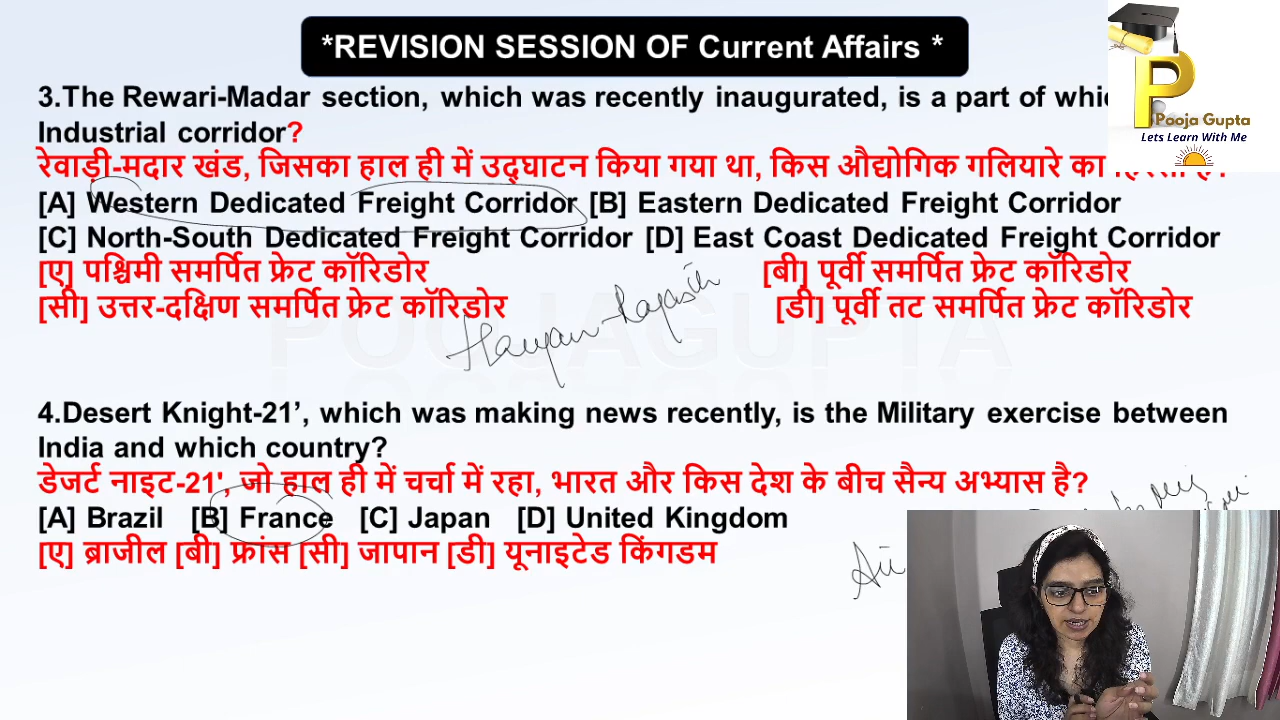 *REVISION SESSION OF Current Affairs *
P
Pooja Gupta
Lets Learn With Me
3.The Rewari-Madar section, which was recently inaugurated, is a part of
Industrial corridor?
रेवाड़ी-मदार खंड, जिसका हाल ही में उद्घाटन किया गया था, किस औद्योगिक गलियारे का
[A] Western Dedicated Freight Corridor [B] Eastern Dedicated Freight Corridor
[C] North-South Dedicated Freight Corridor [D] East Coast Dedicated Freight Corridor
[ए] पश्चिमी समर्पित फ्रेट कॉरिडोर [बी] पूर्वी समर्पित फ्रेट कॉरिडोर
[सी] उत्तर-दक्षिण समर्पित फ्रेट कॉरिडोर [डी] पूर्वी तट समर्पित फ्रेट कॉरिडोर
POOJAGUPTA
4.Desert Knight-21’, which was making news recently, is the Military exercise between
India and which country?
डेजर्ट नाइट-21', जो हाल ही में चर्चा में रहा, भारत और किस देश के बीच सैन्य अभ्यास है?
[A] Brazil [B] France [C] Japan [D] United Kingdom
[ए] ब्राजील [बी] फ्रांस [सी] जापान [डी] यूनाइटेड किंगडम